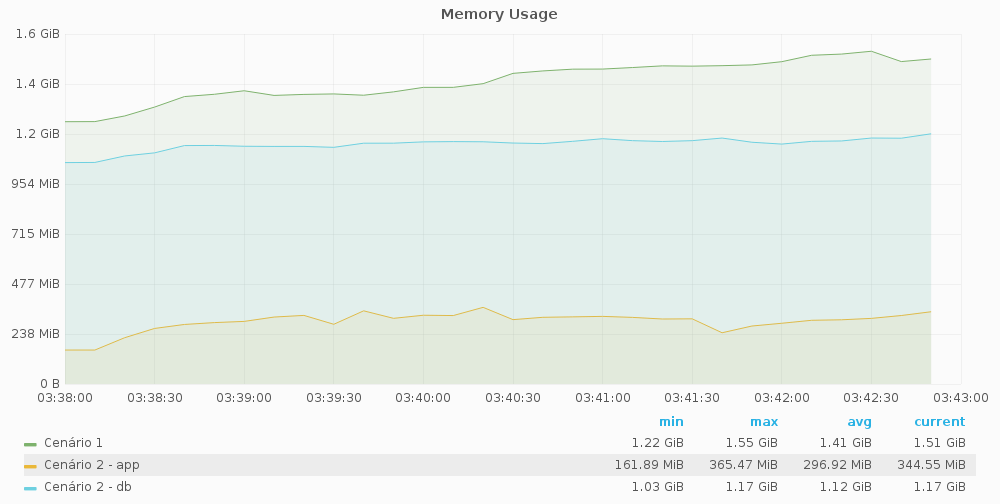 Memory Usage
1.6 GiB
1.4 GiB
1.2 GiB
954 MiB
715 MiB
477 MiB
238 MiB
0 B
03:38:00 03:38:30 03:39:00 03:39:30 03:40:00 03:40:30 03:41:00 03:41:30 03:42:00 03:42:30 03:43:00
min max avg current
Cenário 1 1.22 GiB 1.55 GiB 1.41 GiB 1.51 GiB
Cenário 2 - app 161.89 MiB 365.47 MiB 296.92 MiB 344.55 MiB
Cenário 2 - db 1.03 GiB 1.17 GiB 1.12 GiB 1.17 GiB